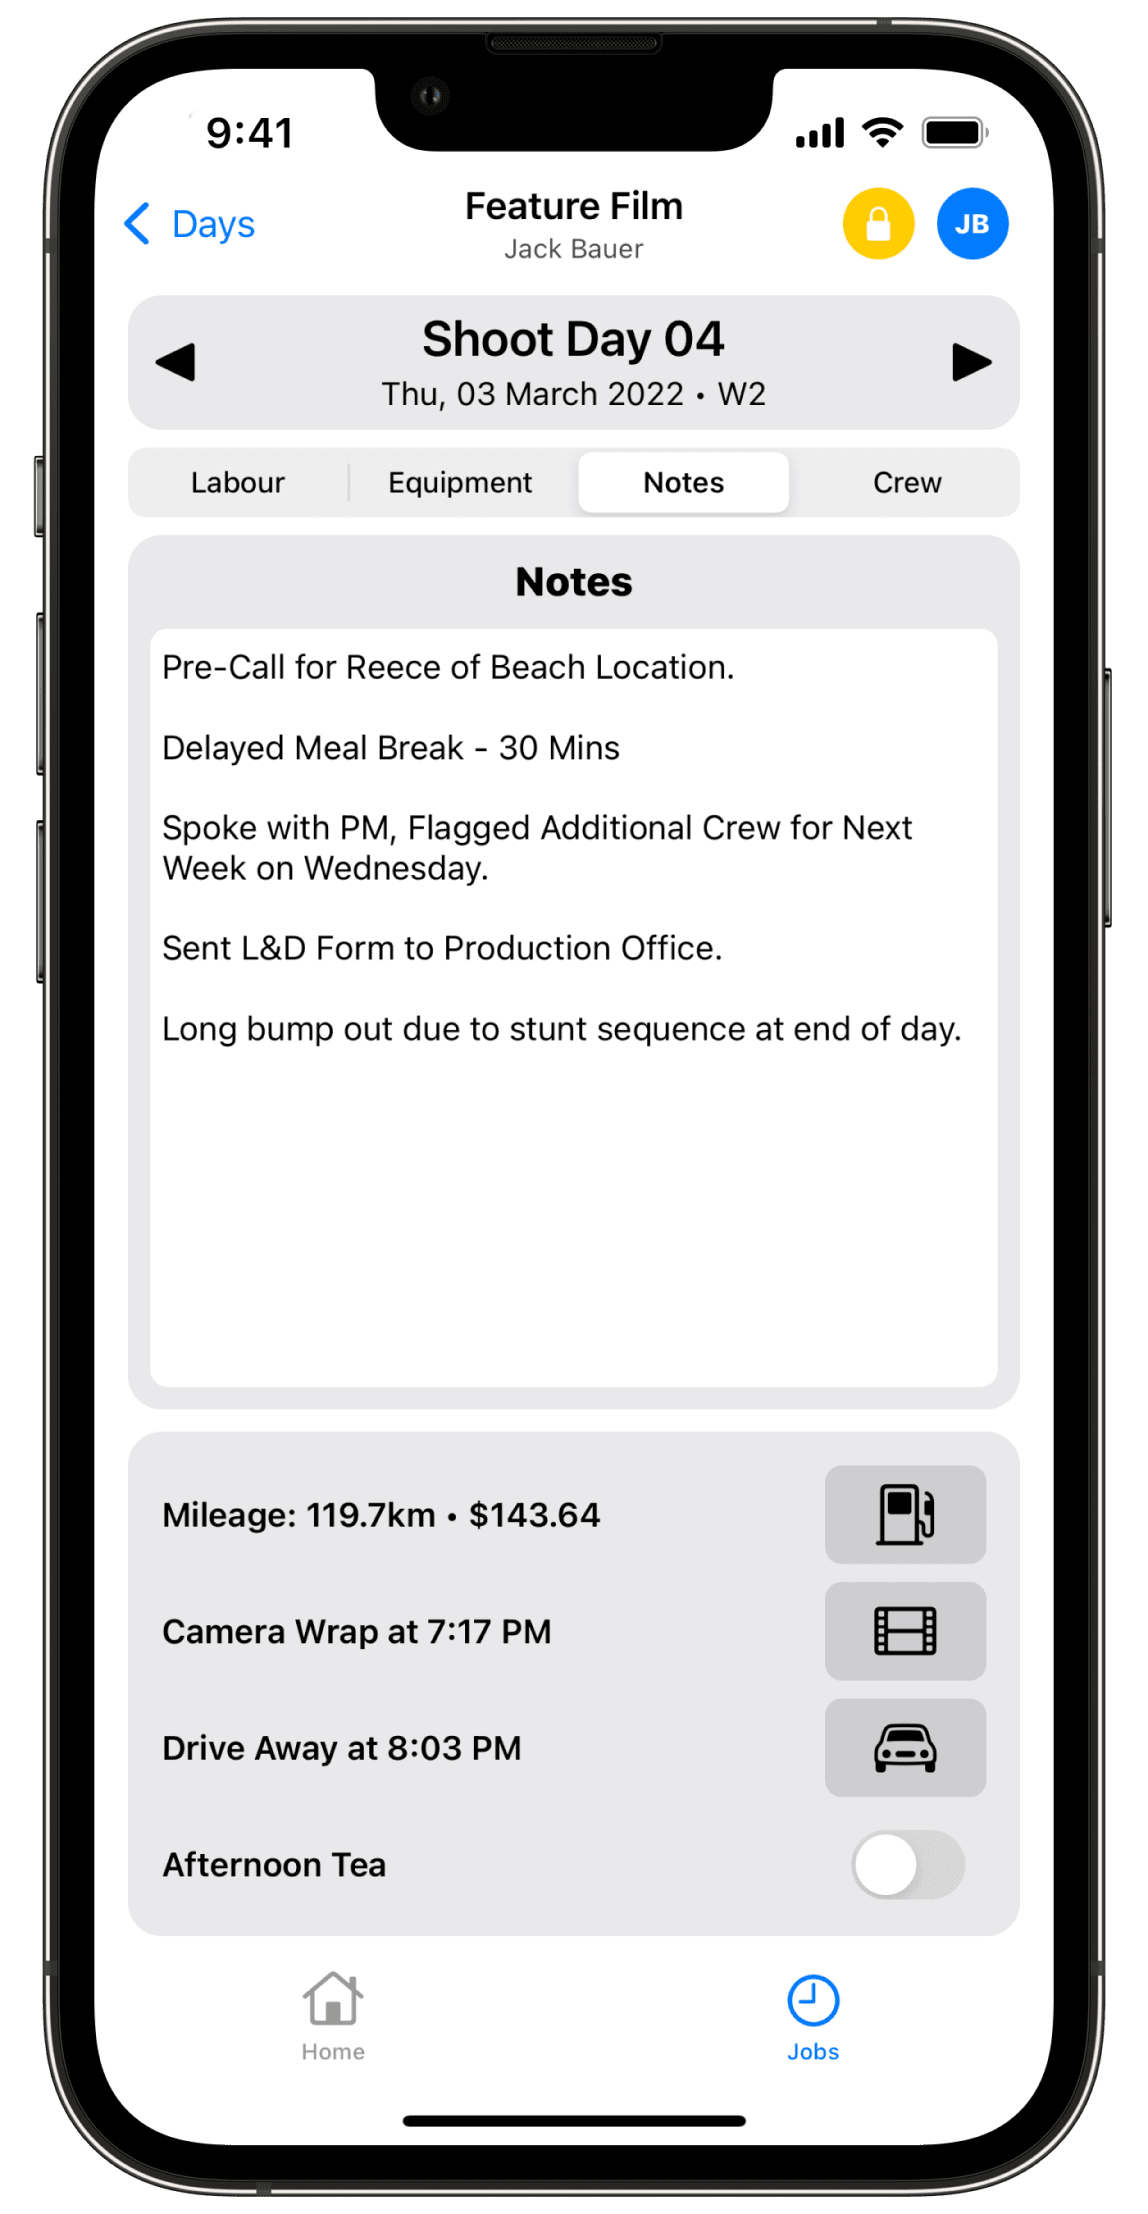 9:41
Days
Feature Film
Jack Bauer
JB
Shoot Day 04
Thu, 03 March 2022 • W2
Labour
Equipment
Notes
Crew
Notes
Pre-Call for Reece of Beach Location.
Delayed Meal Break - 30 Mins
Spoke with PM, Flagged Additional Crew for Next
Week on Wednesday.
Sent L&D Form to Production Office.
Long bump out due to stunt sequence at end of day.
Mileage: 119.7km • $143.64
Camera Wrap at 7:17 PM
Drive Away at 8:03 PM
Afternoon Tea
Home
Jobs